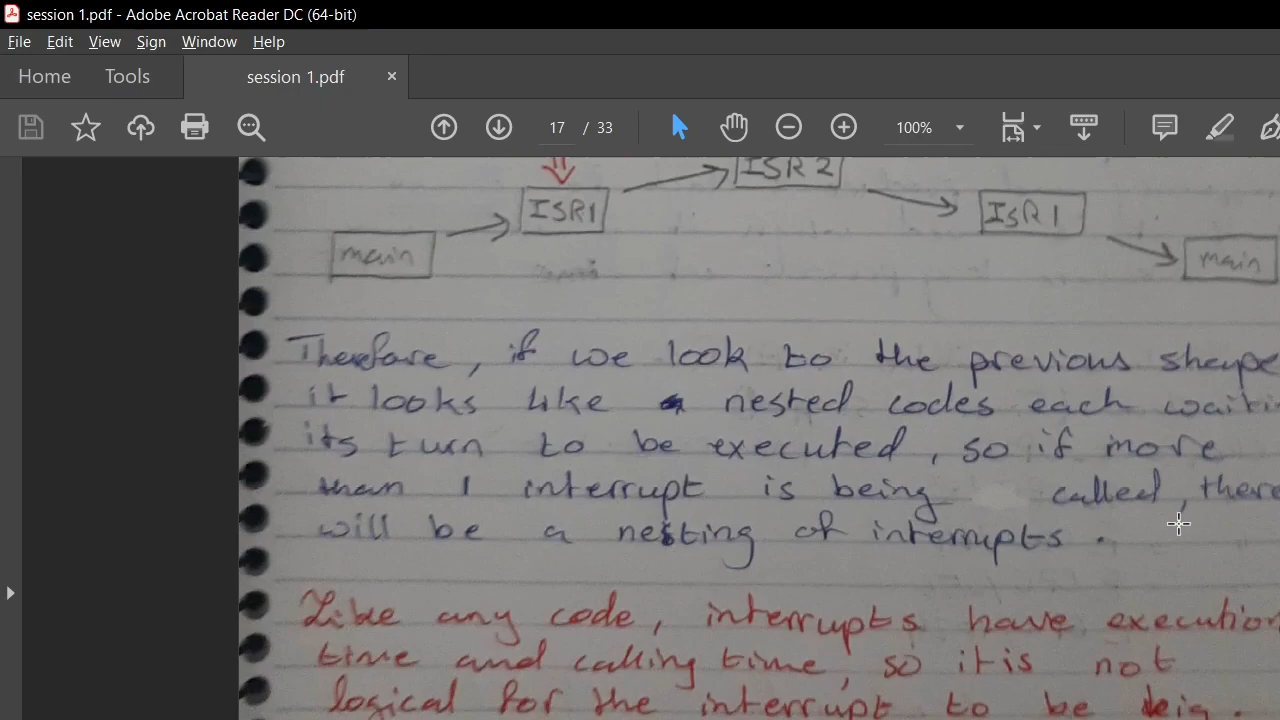 session 1.pdf - Adobe Acrobat Reader DC (64-bit)
File Edit View Sign Window Help
Home Tools session 1.pdf ×
17 / 33 100%
ISR 2
ISR1 ISR 1
main main
Therefore, if we look to the previous shape
it looks like a nested codes each waiti
its turn to be executed, so if more
than 1 interrupt is being called, there
will be a nesting of interrupts.
Like any code, interrupts have execution
time and calling time, so it is not
logical for the interrupt to be